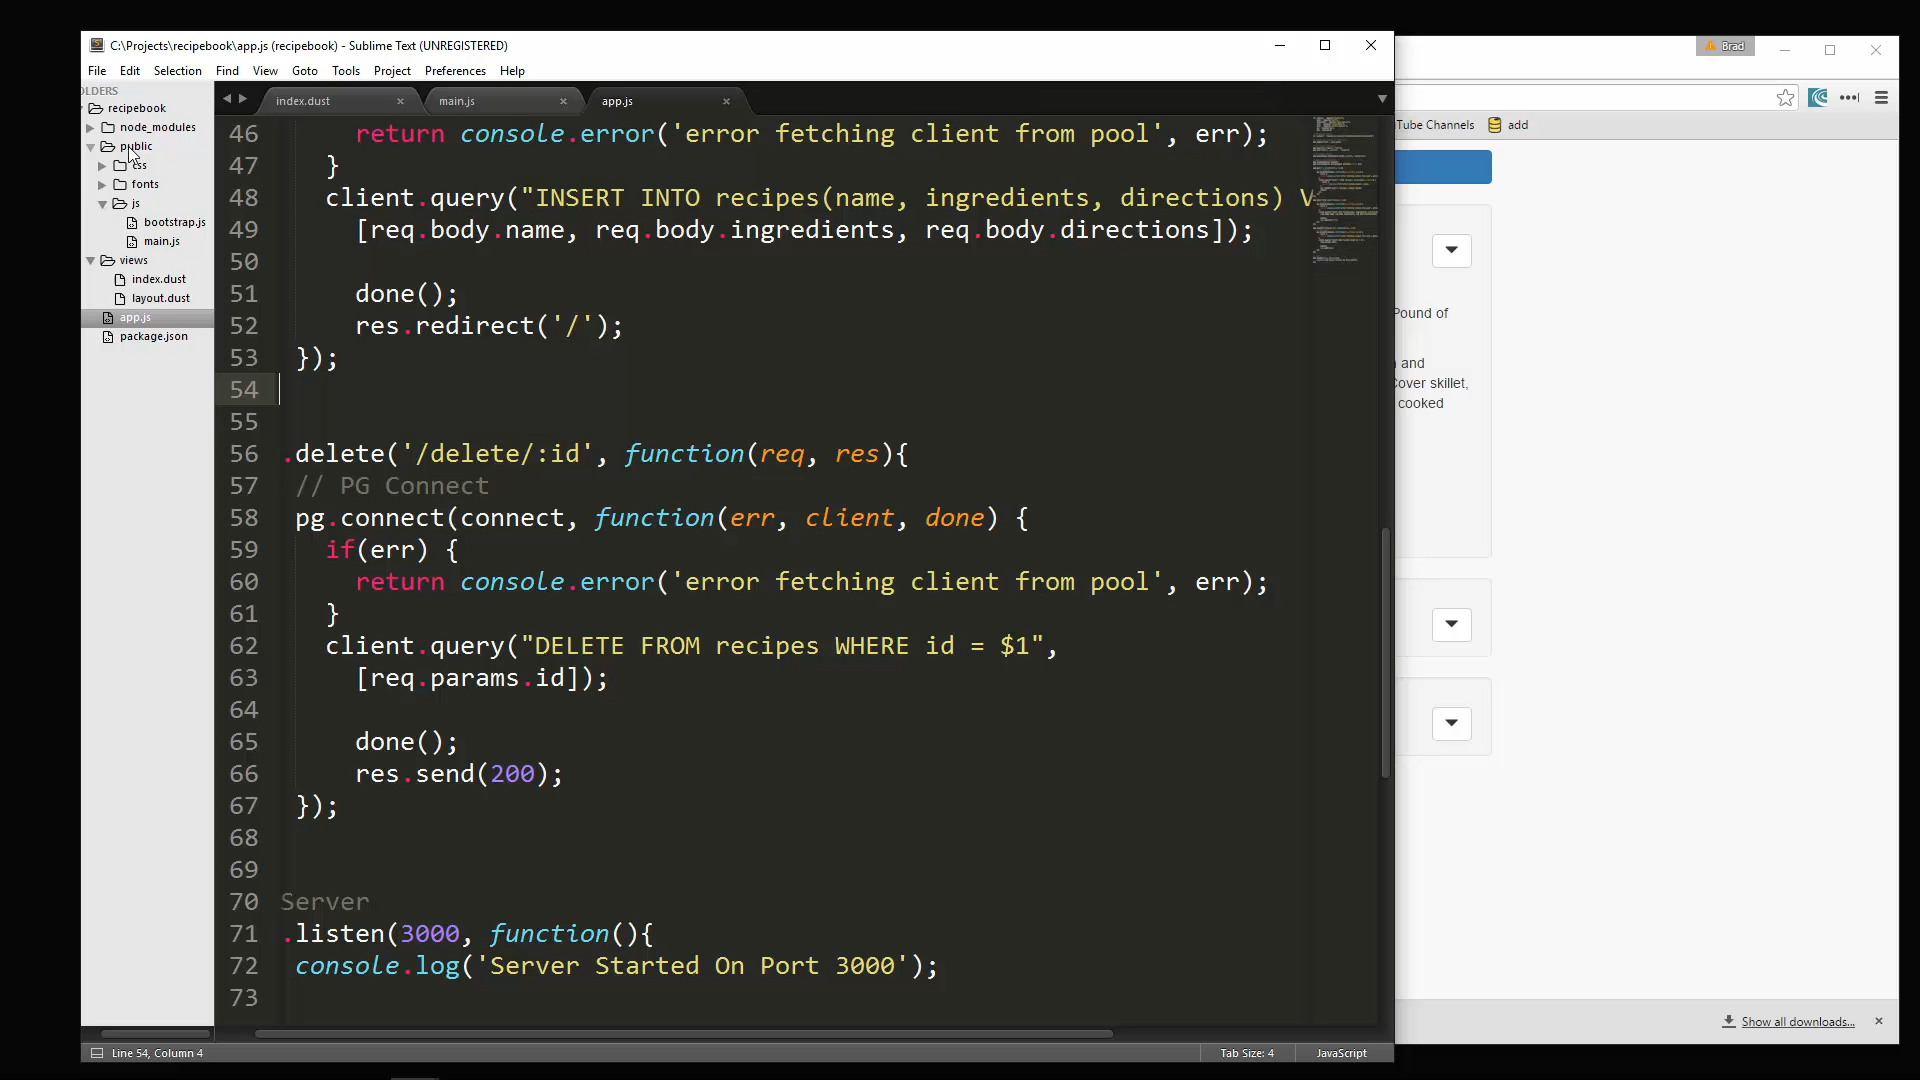 C:\Projects\recipebook\app.js (recipebook) - Sublime Text (UNREGISTERED)
Brad
File Edit Selection Find View Goto Tools Project Preferences Help
OLDERS
recipebook
node_modules
public
css
fonts
js
bootstrap.js
main.js
views
index.dust
layout.dust
app.js
package.json
index.dust main.js app.js
46 return console.error('error fetching client from pool', err);
47 }
48 client.query("INSERT INTO recipes(name, ingredients, directions) V
49 [req.body.name, req.body.ingredients, req.body.directions]);
50
51 done();
52 res.redirect('/');
53 });
54
55
56 .delete('/delete/:id', function(req, res){
57 // PG Connect
58 pg.connect(connect, function(err, client, done) {
59 if(err) {
60 return console.error('error fetching client from pool', err);
61 }
62 client.query("DELETE FROM recipes WHERE id = $1",
63 [req.params.id]);
64
65 done();
66 res.send(200);
67 });
68
69
70 Server
71 .listen(3000, function(){
72 console.log('Server Started On Port 3000');
73
Line 54, Column 4
Tab Size: 4
JavaScript
Tube Channels
add
Pound of
and
Cover skillet,
cooked
Show all downloads...